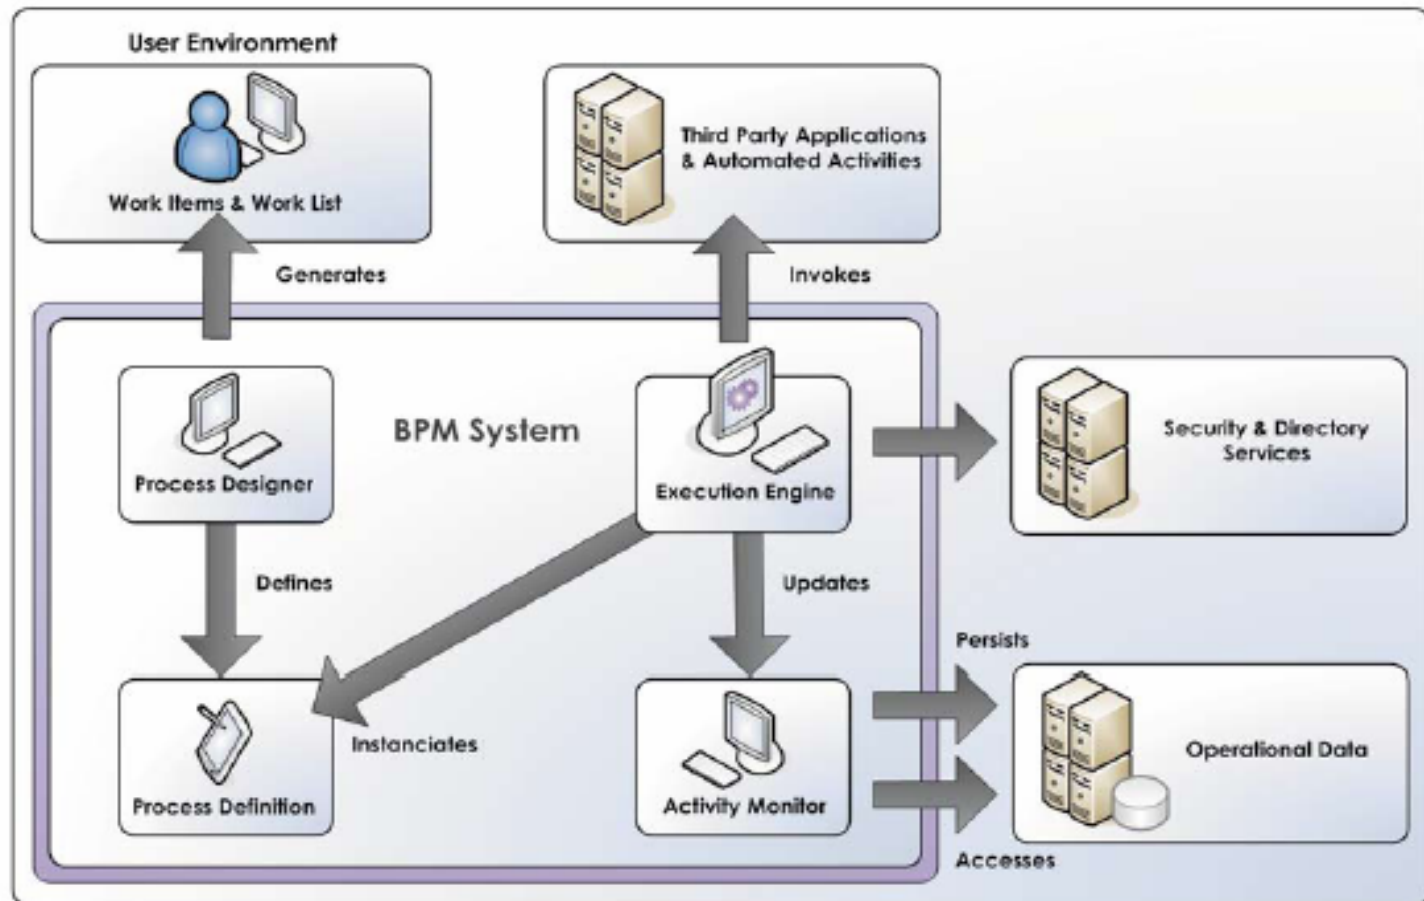 User Environment
Work Items & Work List
Third Party Applications
& Automated Activities
Generates
Invokes
BPM System
Process Designer
Execution Engine
Security & Directory
Services
Defines
Updates
Persists
Instanciates
Process Definition
Activity Monitor
Operational Data
Accesses